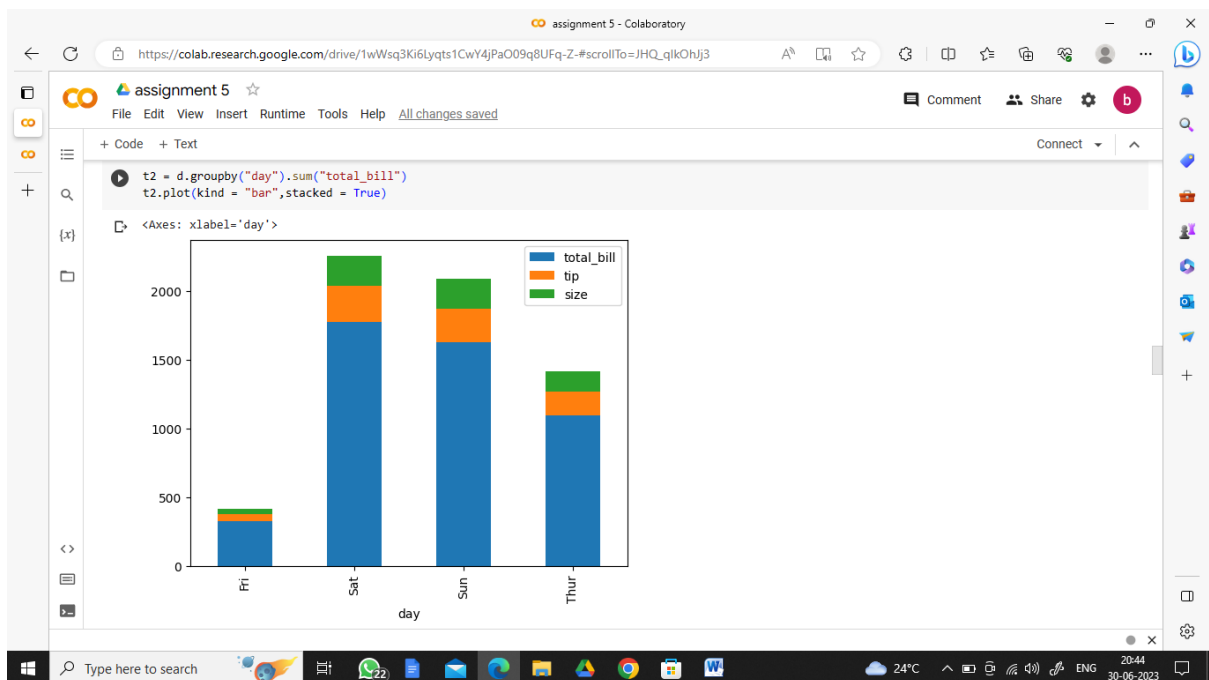 assignment 5 - Colaboratory
https://colab.research.google.com/drive/1wWsq3Ki6Lyqts1CwY4jPaO09q8UFq-Z-#scrollTo=JHQ_qIkOhJj3
assignment 5
File Edit View Insert Runtime Tools Help All changes saved
Comment Share b
+ Code + Text Connect
t2 = d.groupby("day").sum("total_bill")
t2.plot(kind = "bar",stacked = True)
<Axes: xlabel='day'>
{x}
total_bill
tip
size
2000
1500
1000
500
0
Fri Sat Sun Thur
day
Type here to search 22 W 24°C ENG 20:44
30-06-2023